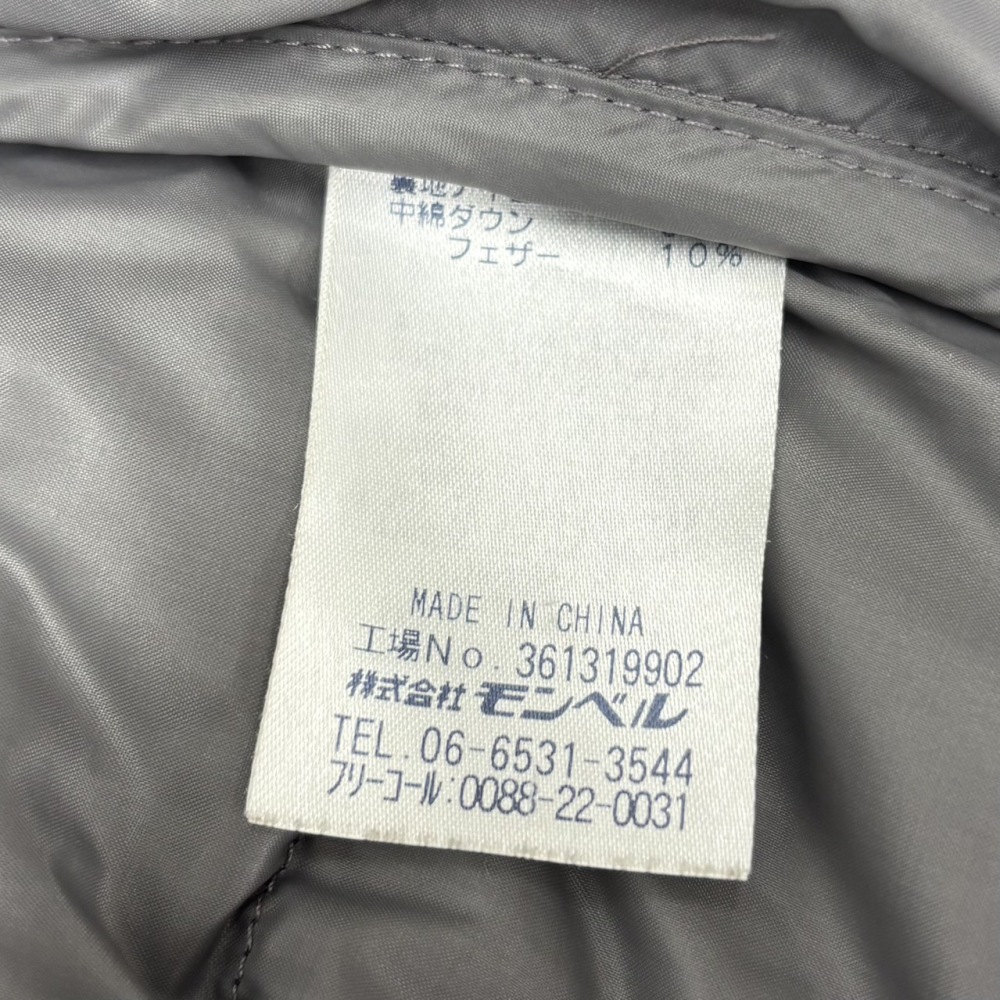 中綿ダウン
フェザー 10%
MADE IN CHINA
工場No. 361319902
株式会社 モンベル
TEL. 06-6531-3544
フリーコール:0088-22-0031